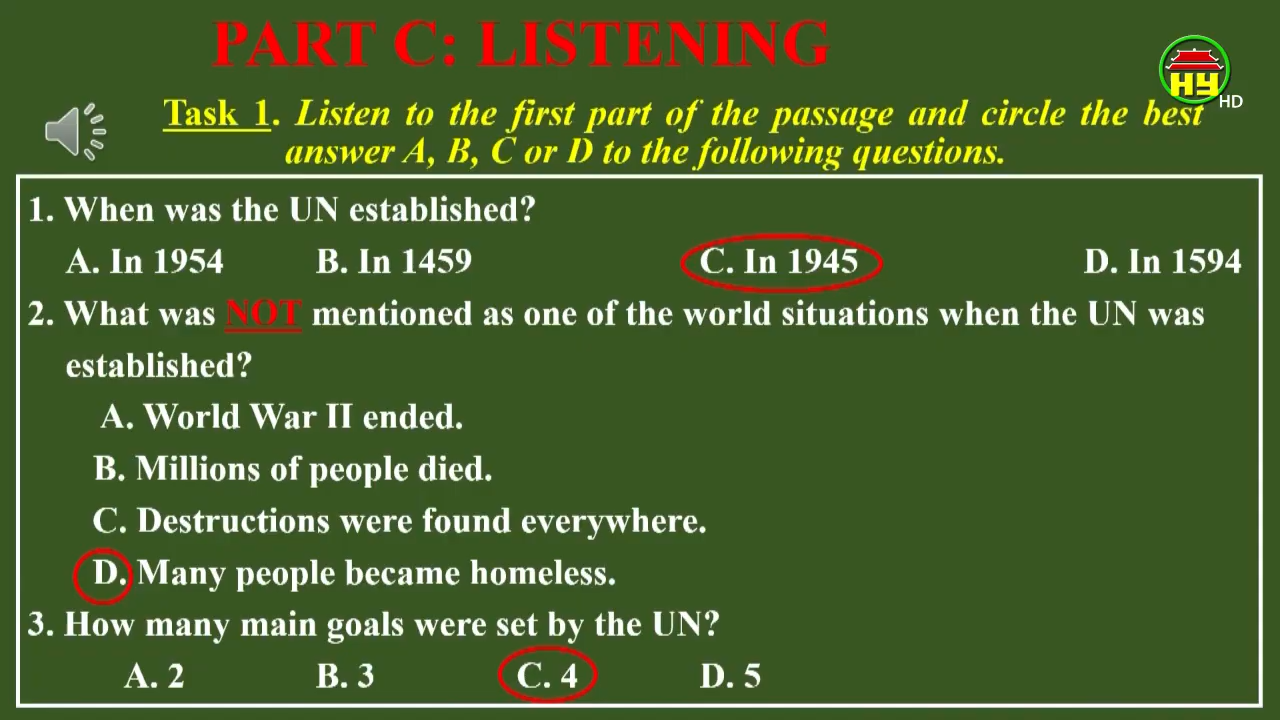 PART C: LISTENING
HY HD
Task 1. Listen to the first part of the passage and circle the best
answer A, B, C or D to the following questions.
1. When was the UN established?
A. In 1954 B. In 1459 C. In 1945 D. In 1594
2. What was NOT mentioned as one of the world situations when the UN was
established?
A. World War II ended.
B. Millions of people died.
C. Destructions were found everywhere.
D. Many people became homeless.
3. How many main goals were set by the UN?
A. 2 B. 3 C. 4 D. 5